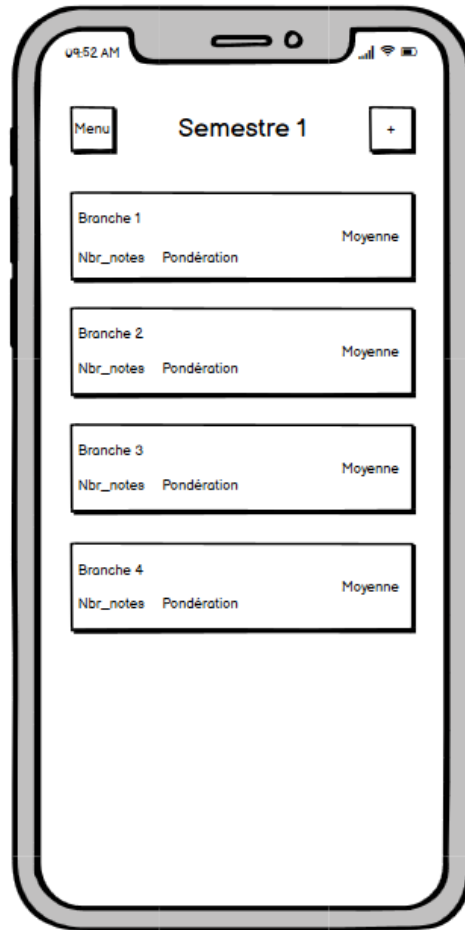 09:52 AM
Menu Semestre 1 +
Branche 1
Moyenne
Nbr_notes Pondération
Branche 2
Moyenne
Nbr_notes Pondération
Branche 3
Moyenne
Nbr_notes Pondération
Branche 4
Moyenne
Nbr_notes Pondération